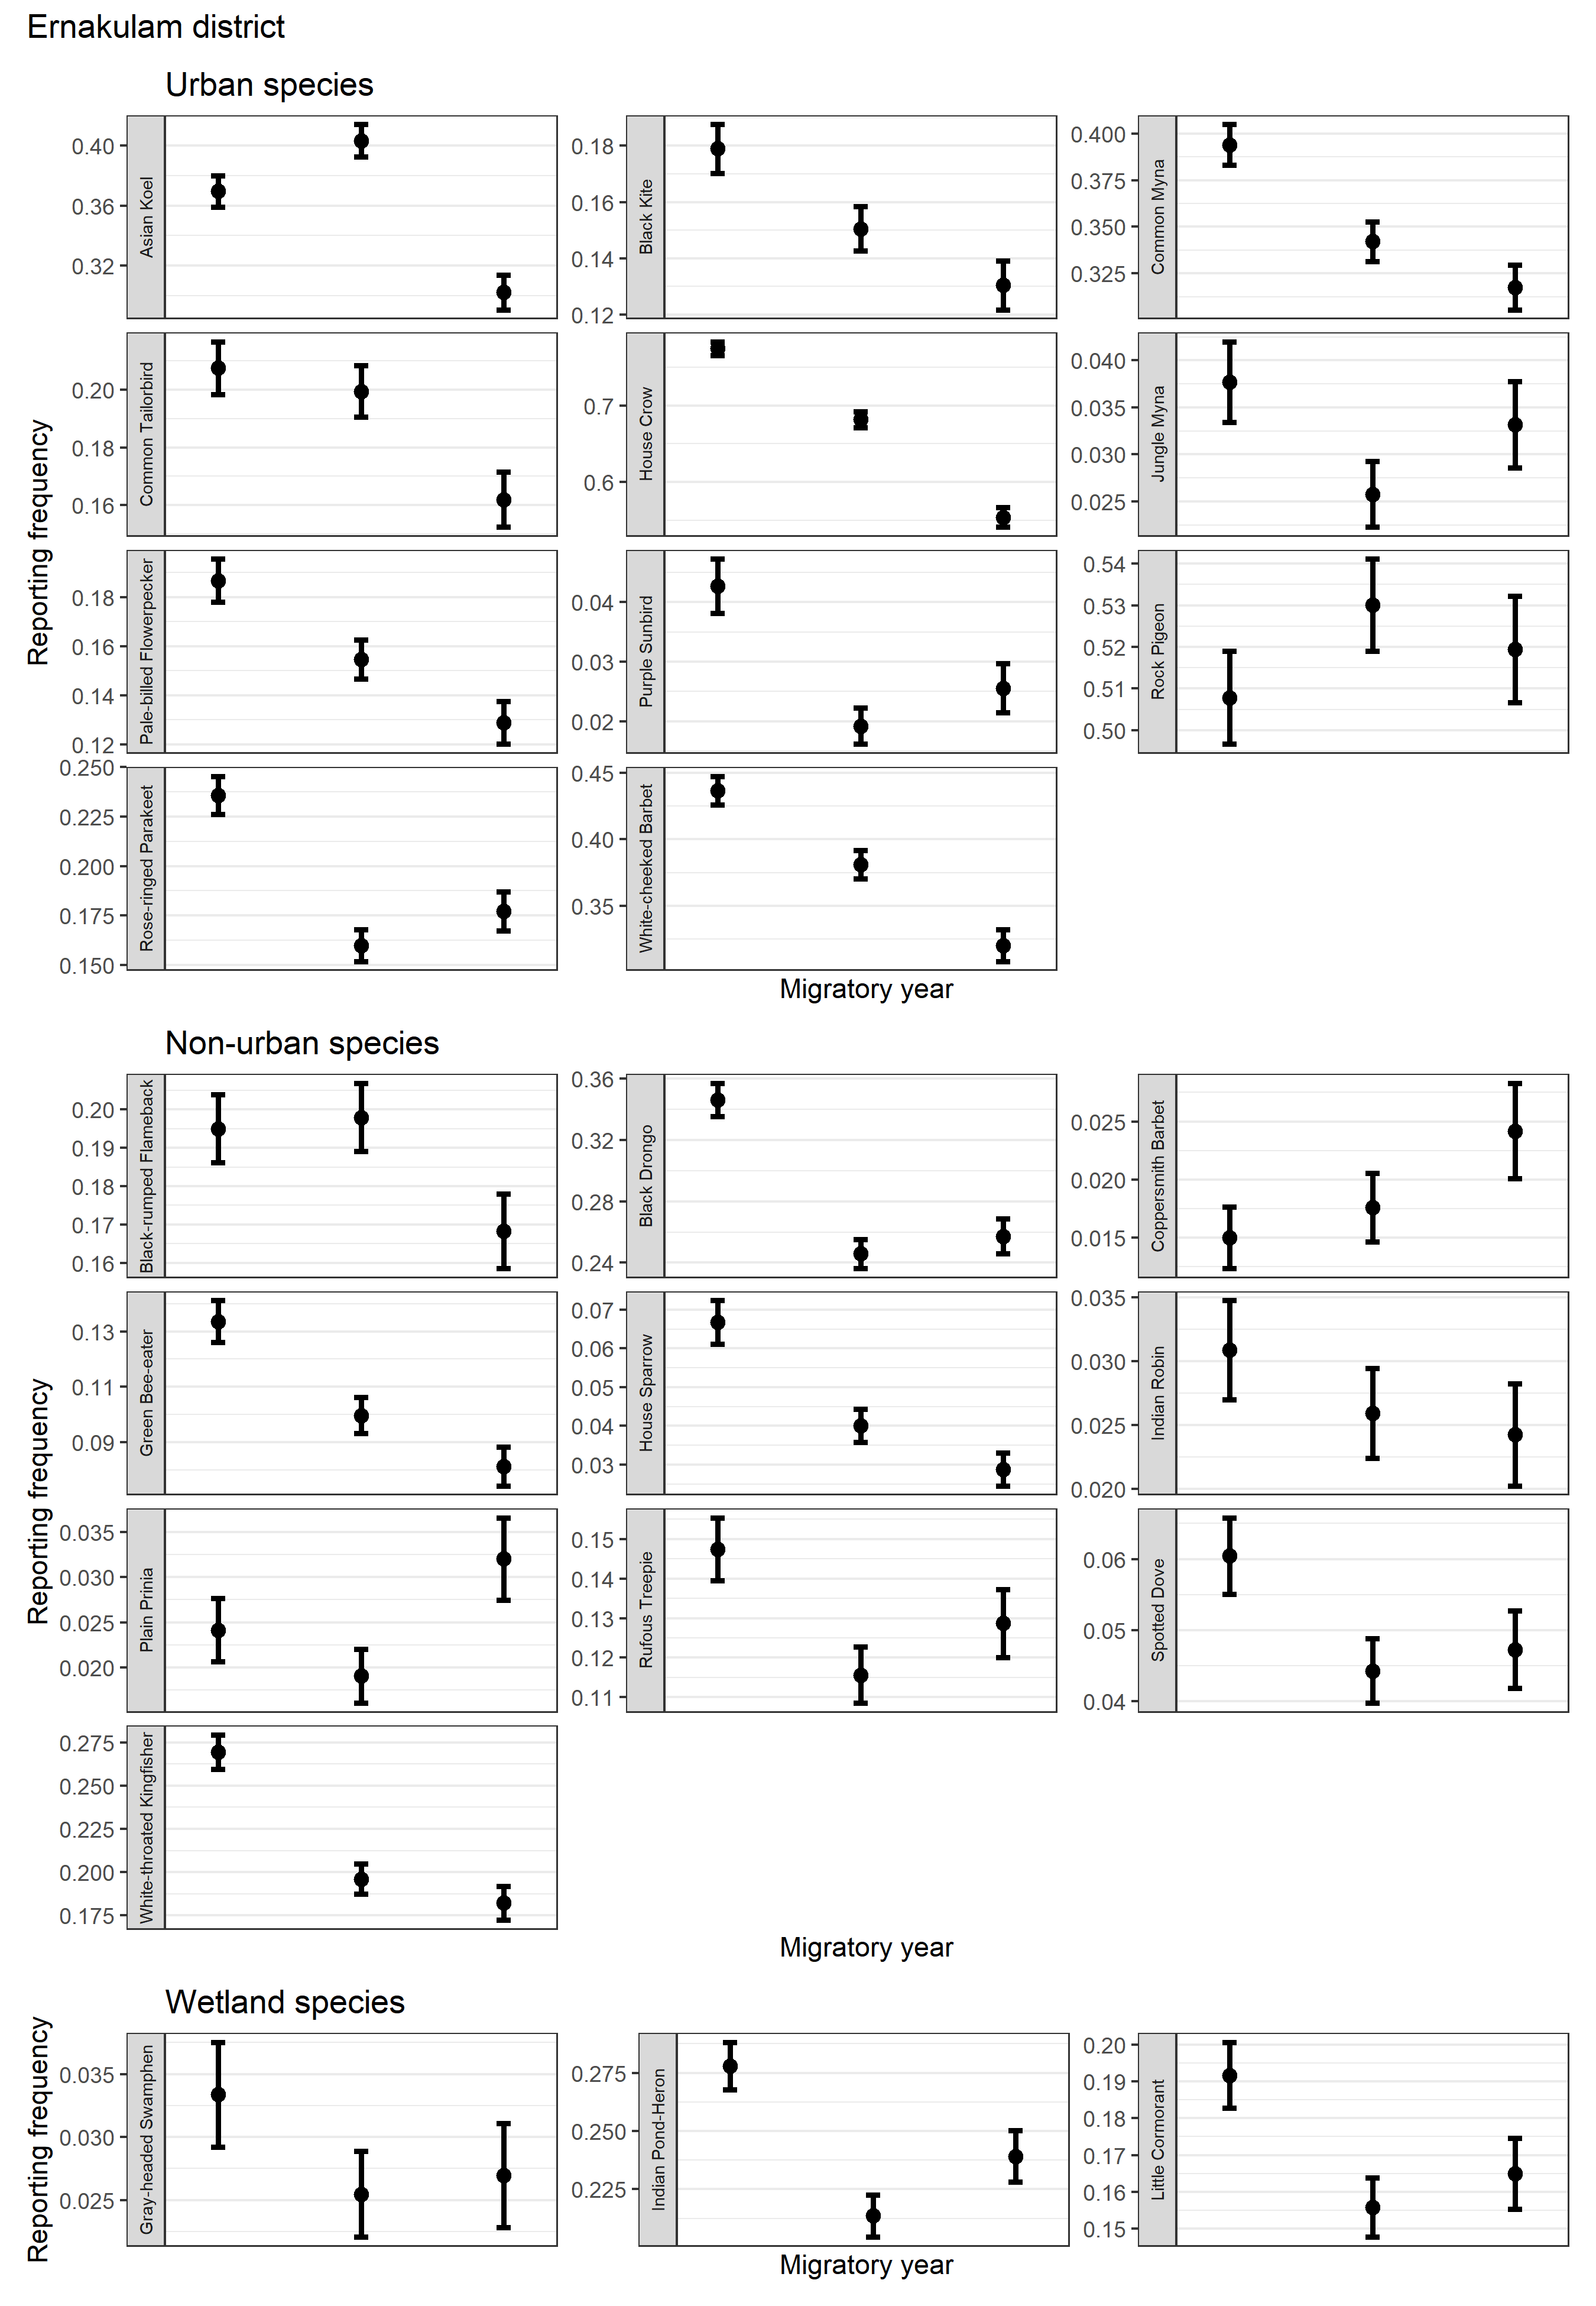 Ernakulam district
Urban species
Reporting frequency
Asian Koel
0.40
0.36
0.32
Black Kite
0.18
0.16
0.14
0.12
Common Myna
0.400
0.375
0.350
0.325
Common Tailorbird
0.20
0.18
0.16
House Crow
0.7
0.6
Jungle Myna
0.040
0.035
0.030
0.025
Pale-billed Flowerpecker
0.18
0.16
0.14
0.12
Purple Sunbird
0.04
0.03
0.02
Rock Pigeon
0.54
0.53
0.52
0.51
0.50
Rose-ringed Parakeet
0.250
0.225
0.200
0.175
0.150
White-cheeked Barbet
0.45
0.40
0.35
Migratory year
Non-urban species
Reporting frequency
Black-rumped Flameback
0.20
0.19
0.18
0.17
0.16
Black Drongo
0.36
0.32
0.28
0.24
Coppersmith Barbet
0.025
0.020
0.015
Green Bee-eater
0.13
0.11
0.09
House Sparrow
0.07
0.06
0.05
0.04
0.03
Indian Robin
0.035
0.030
0.025
0.020
Plain Prinia
0.035
0.030
0.025
0.020
Rufous Treepie
0.15
0.14
0.13
0.12
0.11
Spotted Dove
0.06
0.05
0.04
White-throated Kingfisher
0.275
0.250
0.225
0.200
0.175
Migratory year
Wetland species
Reporting frequency
Gray-headed Swamphen
0.035
0.030
0.025
Indian Pond-Heron
0.275
0.250
0.225
Little Cormorant
0.20
0.19
0.18
0.17
0.16
0.15
Migratory year